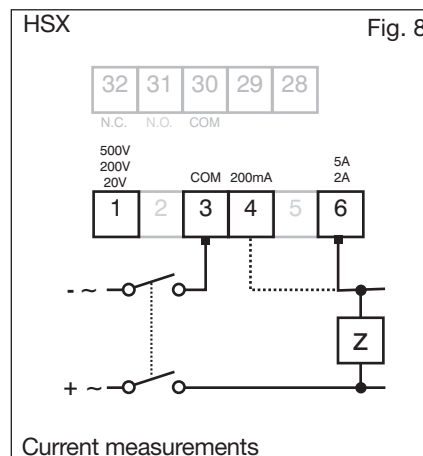 HSX Fig. 8
32 31 30 29 28
N.C. N.O. COM
500V
200V 5A
20V COM 200mA 2A
1 2 3 4 5 6
- ~
Z
+ ~
Current measurements